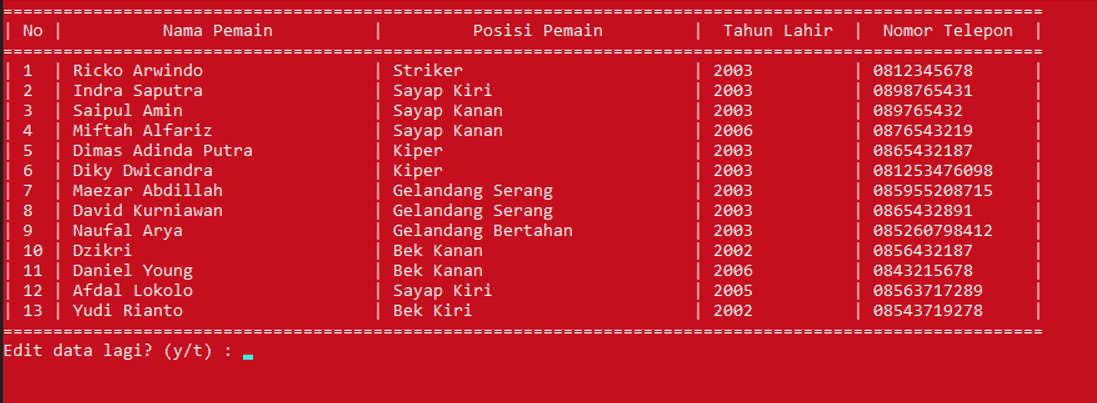 ========================================================================================================
| No |          Nama Pemain          |         Posisi Pemain         |  Tahun Lahir  |  Nomor Telepon  |
========================================================================================================
| 1  | Ricko Arwindo                 | Striker                       | 2003          | 0812345678      |
| 2  | Indra Saputra                 | Sayap Kiri                    | 2003          | 0898765431      |
| 3  | Saipul Amin                   | Sayap Kanan                   | 2003          | 089765432       |
| 4  | Miftah Alfariz                | Sayap Kanan                   | 2006          | 0876543219      |
| 5  | Dimas Adinda Putra            | Kiper                         | 2003          | 0865432187      |
| 6  | Diky Dwicandra                | Kiper                         | 2003          | 081253476098    |
| 7  | Maezar Abdillah               | Gelandang Serang              | 2003          | 085955208715    |
| 8  | David Kurniawan               | Gelandang Serang              | 2003          | 0865432891      |
| 9  | Naufal Arya                   | Gelandang Bertahan            | 2003          | 085260798412    |
| 10 | Dzikri                        | Bek Kanan                     | 2002          | 0856432187      |
| 11 | Daniel Young                  | Bek Kanan                     | 2006          | 0843215678      |
| 12 | Afdal Lokolo                  | Sayap Kiri                    | 2005          | 08563717289     |
| 13 | Yudi Rianto                   | Bek Kiri                      | 2002          | 08543719278     |
========================================================================================================
Edit data lagi? (y/t) :